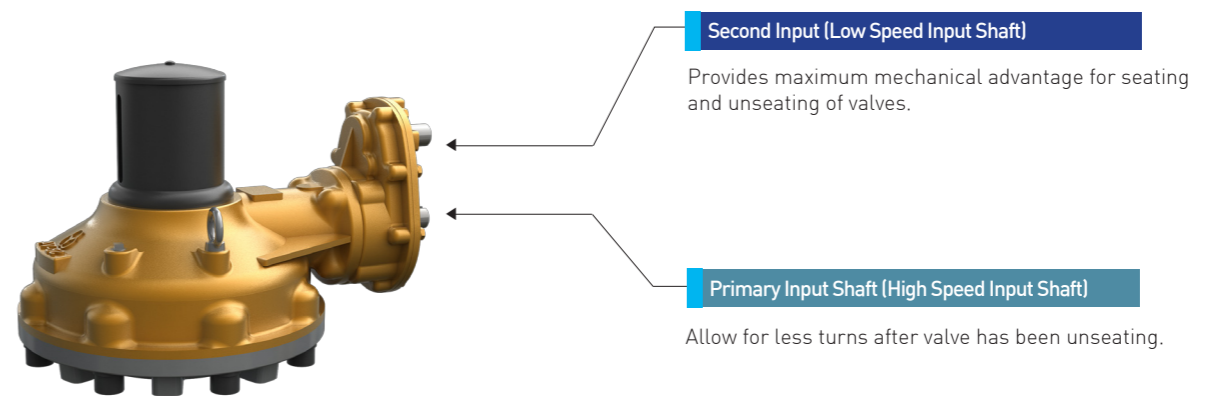 Second Input (Low Speed Input Shaft)
Provides maximum mechanical advantage for seating
and unseating of valves.
Primary Input Shaft (High Speed Input Shaft)
Allow for less turns after valve has been unseating.